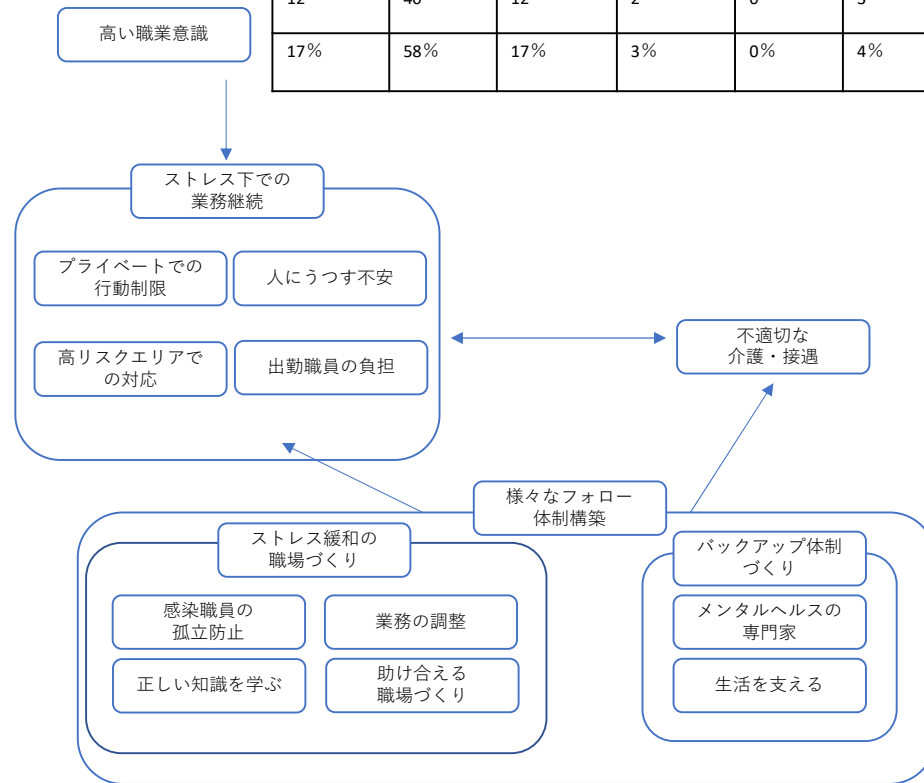 12 40 12 2 0 3
17% 58% 17% 3% 0% 4%
高い職業意識
ストレス下での
業務継続
プライベートでの
行動制限
人にうつす不安
高リスクエリアで
の対応
出勤職員の負担
不適切な
介護・接遇
様々なフォロー
体制構築
ストレス緩和の
職場づくり
感染職員の
孤立防止
業務の調整
正しい知識を学ぶ
助け合える
職場づくり
バックアップ体制
づくり
メンタルヘルスの
専門家
生活を支える